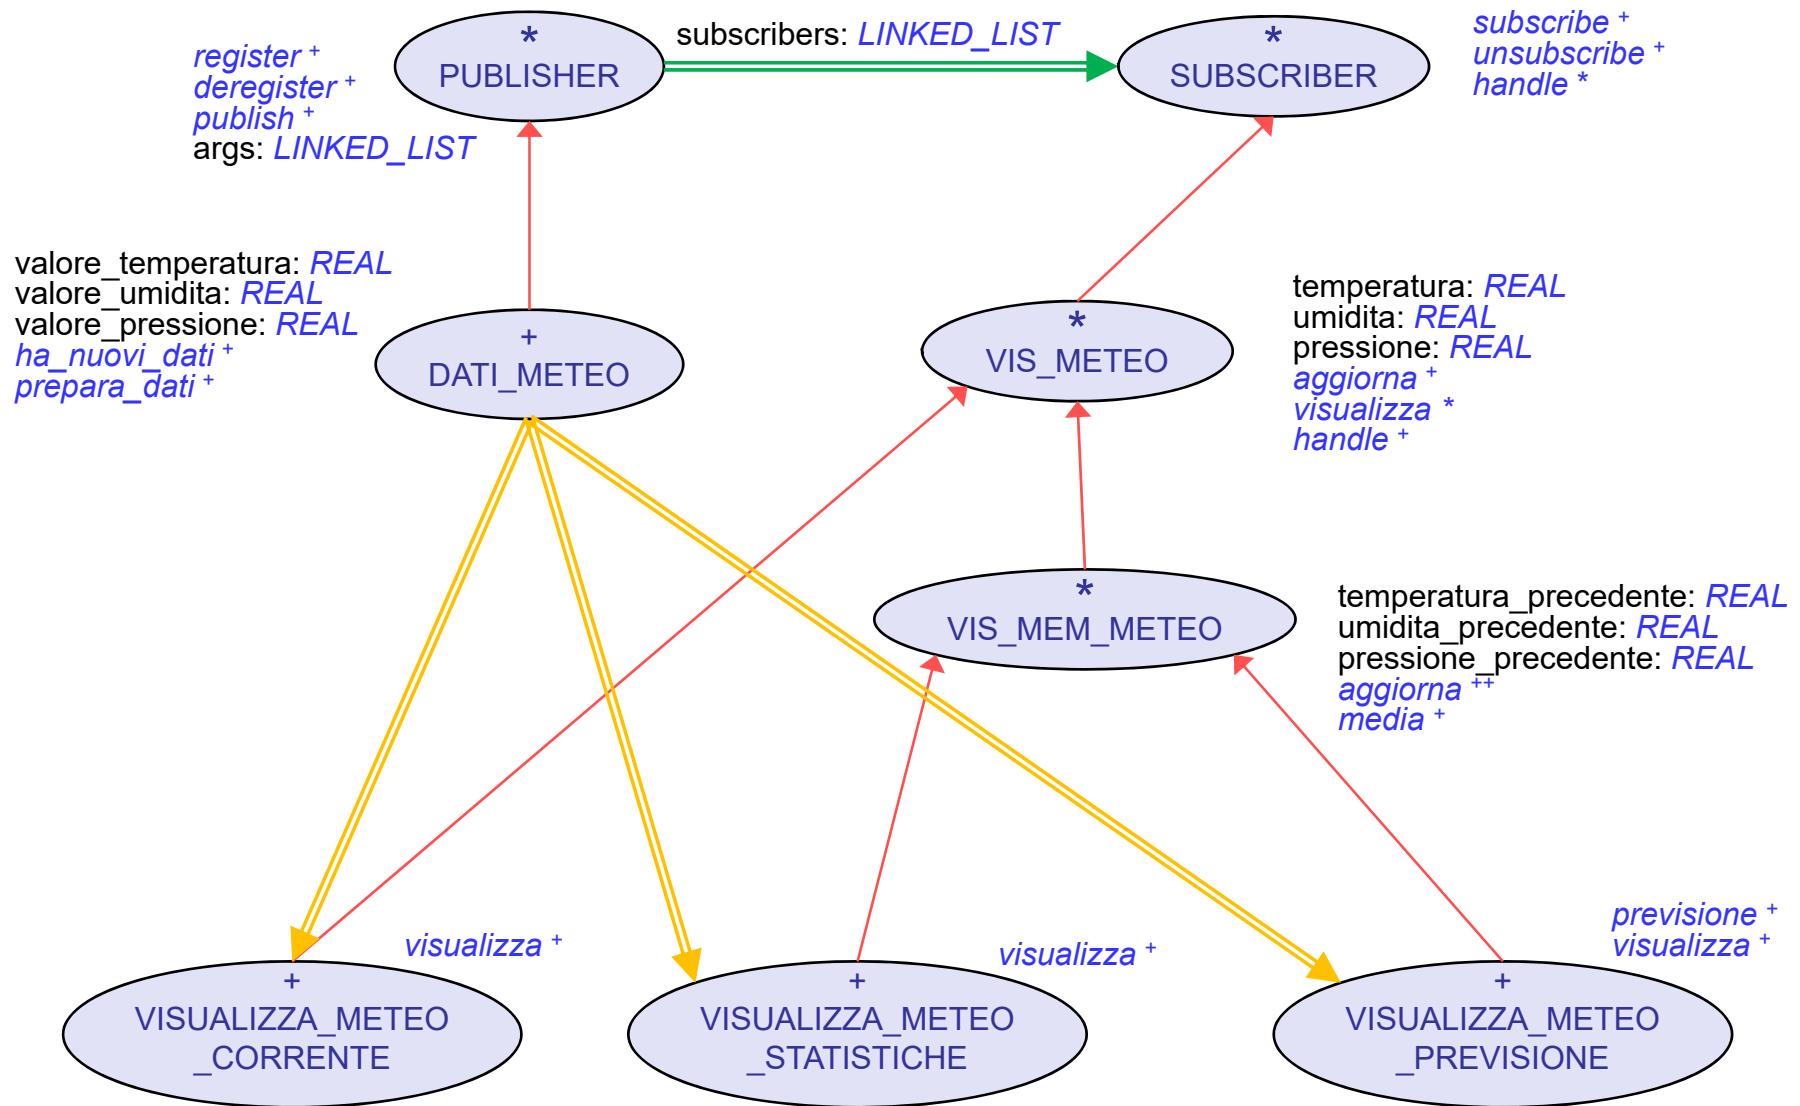 register +
deregister +
publish +
args: LINKED_LIST
*
PUBLISHER
subscribers: LINKED_LIST
*
SUBSCRIBER
subscribe +
unsubscribe +
handle *
valore_temperatura: REAL
valore_umidita: REAL
valore_pressione: REAL
ha_nuovi_dati +
prepara_dati +
+
DATI_METEO
*
VIS_METEO
temperatura: REAL
umidita: REAL
pressione: REAL
aggiorna +
visualizza *
handle +
*
VIS_MEM_METEO
temperatura_precedente: REAL
umidita_precedente: REAL
pressione_precedente: REAL
aggiorna ++
media +
visualizza +
+
VISUALIZZA_METEO
_CORRENTE
visualizza +
+
VISUALIZZA_METEO
_STATISTICHE
previsione +
visualizza +
+
VISUALIZZA_METEO
_PREVISIONE